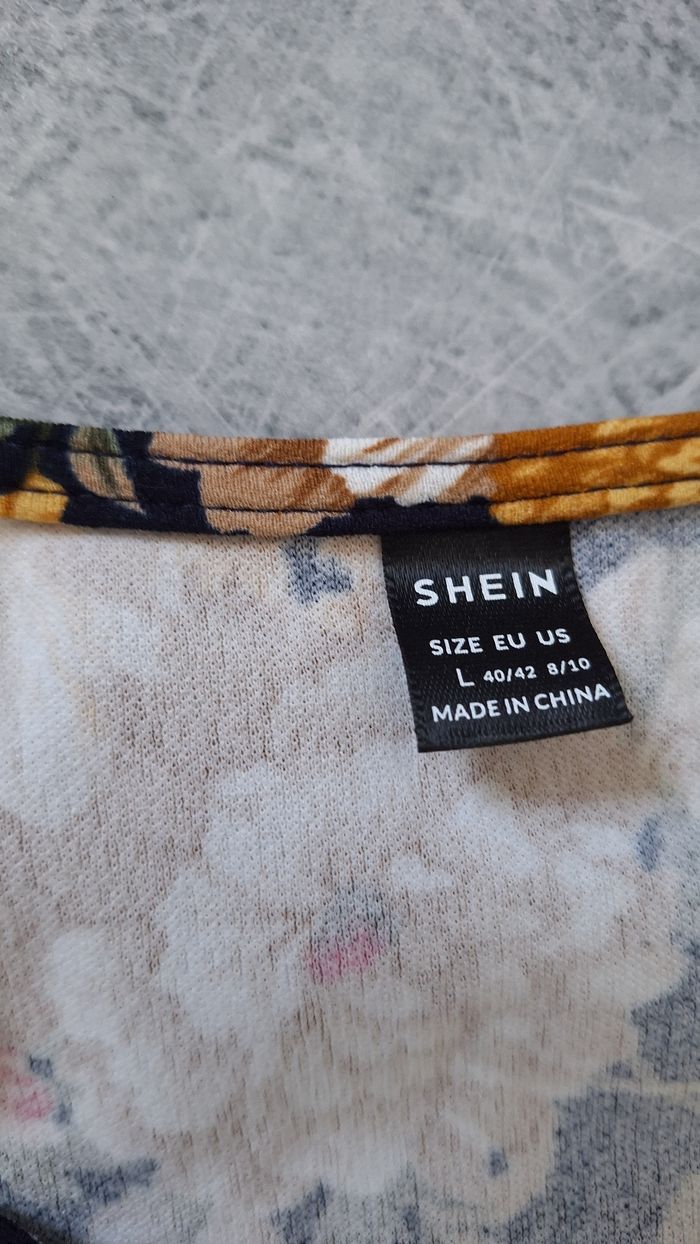 SHEIN
SIZE EU US
L 40/42 8/10
MADE IN CHINA